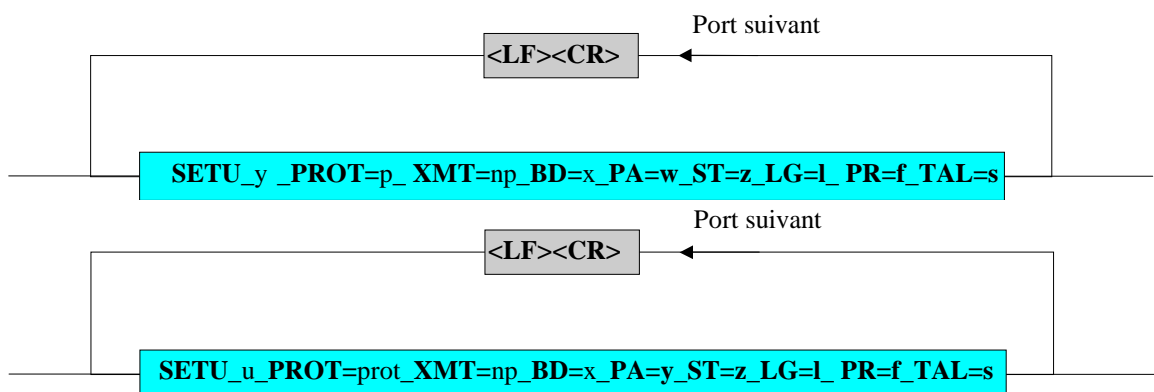 Port suivant
<LF><CR>
SETU_y _PROT=p_ XMT=np_BD=x_PA=w_ST=z_LG=l_ PR=f_TAL=s
Port suivant
<LF><CR>
SETU_u_PROT=prot_XMT=np_BD=x_PA=y_ST=z_LG=l_ PR=f_TAL=s